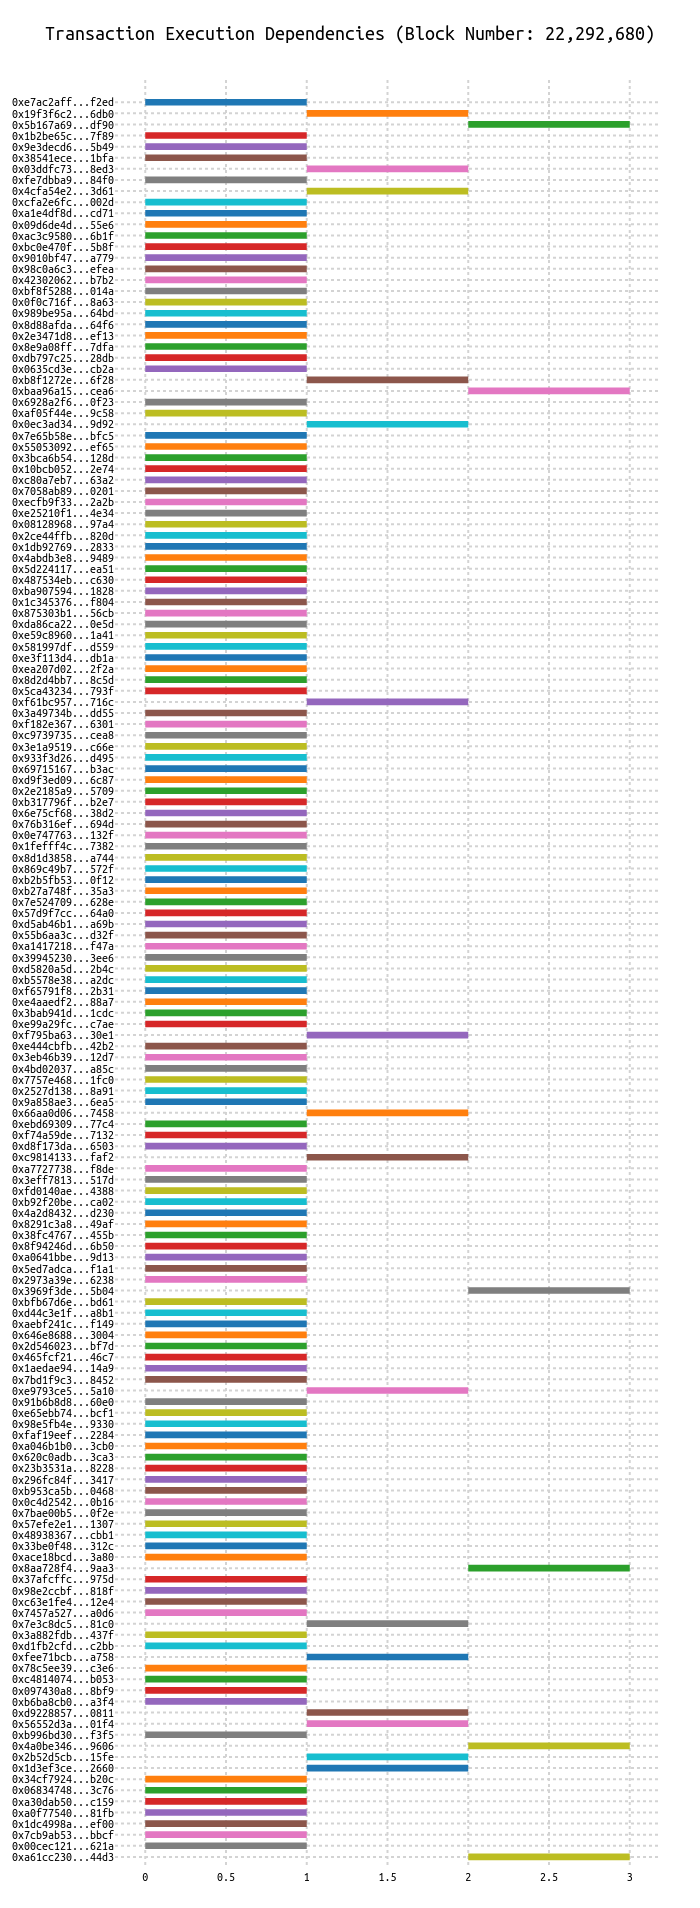 Transaction Execution Dependencies (Block Number: 22,292,680)
0xe7ac2aff...f2ed
0x19f3f6c2...6db0
0x5b167a69...df90
0x1b2be65c...7f89
0x9e3decd6...5b49
0x38541ece...1bfa
0x03ddfc73...8ed3
0xfe7dbba9...84f0
0x4cfa54e2...3d61
0xcfa2e6fc...002d
0xa1e4df8d...cd71
0x09d6de4d...55e6
0xac3c9580...6b1f
0xbc0e470f...5b8f
0x9010bf47...a779
0x98c0a6c3...efea
0x42302062...b7b2
0xbf8f5288...014a
0x0f0c716f...8a63
0x989be95a...64bd
0x8d88afda...64f6
0x2e3471d8...ef13
0x8e9a08ff...7dfa
0xdb797c25...28db
0x0635cd3e...cb2a
0xb8f1272e...6f28
0xbaa96a15...cea6
0x6928a2f6...0f23
0xaf05f44e...9c58
0x0ec3ad34...9d92
0x7e65b58e...bfc5
0x55053092...ef65
0x3bca6b54...128d
0x10bcb052...2e74
0xc80a7eb7...63a2
0x7058ab89...0201
0xecfb9f33...2a2b
0xe25210f1...4e34
0x08128968...97a4
0x2ce44ffb...820d
0x1db92769...2833
0x4abdb3e8...9489
0x5d224117...ea51
0x487534eb...c630
0xba907594...1828
0x1c345376...f804
0x875303b1...56cb
0xda86ca22...0e5d
0xe59c8960...1a41
0x581997df...d559
0xe3f113d4...db1a
0xea207d02...2f2a
0x8d2d4bb7...8c5d
0x5ca43234...793f
0xf61bc957...716c
0x3a49734b...dd55
0xf182e367...6301
0xc9739735...cea8
0x3e1a9519...c66e
0x933f3d26...d495
0x69715167...b3ac
0xd9f3ed09...6c87
0x2e2185a9...5709
0xb317796f...b2e7
0x6e75cf68...38d2
0x76b316ef...694d
0x0e747763...132f
0x1fefff4c...7382
0x8d1d3858...a744
0x869c49b7...572f
0xb2b5fb53...0f12
0xb27a748f...35a3
0x7e524709...628e
0x57d9f7cc...64a0
0xd5ab46b1...a69b
0x55b6aa3c...d32f
0xa1417218...f47a
0x39945230...3ee6
0xd5820a5d...2b4c
0xb5578e38...a2dc
0xf65791f8...2b31
0xe4aaedf2...88a7
0x3bab941d...1cdc
0xe99a29fc...c7ae
0xf795ba63...30e1
0xe444cbfb...42b2
0x3eb46b39...12d7
0x4bd02037...a85c
0x7757e468...1fc0
0x2527d138...8a91
0x9a858ae3...6ea5
0x66aa0d06...7458
0xebd69309...77c4
0xf74a59de...7132
0xd8f173da...6503
0xc9814133...faf2
0xa7727738...f8de
0x3eff7813...517d
0xfd0140ae...4388
0xb92f20be...ca02
0x4a2d8432...d230
0x8291c3a8...49af
0x38fc4767...455b
0x8f94246d...6b50
0xa0641bbe...9d13
0x5ed7adca...f1a1
0x2973a39e...6238
0x3969f3de...5b04
0xbfb67d6e...bd61
0xd44c3e1f...a8b1
0xaebf241c...f149
0x646e8688...3004
0x2d546023...bf7d
0x465fcf21...46c7
0x1aedae94...14a9
0x7bd1f9c3...8452
0xe9793ce5...5a10
0x91b6b8d8...60e0
0xe65ebb74...bcf1
0x98e5fb4e...9330
0xfaf19eef...2284
0xa046b1b0...3cb0
0x620c0adb...3ca3
0x23b3531a...8228
0x296fc84f...3417
0xb953ca5b...0468
0x0c4d2542...0b16
0x7bae00b5...0f2e
0x57efe2e1...1307
0x48938367...cbb1
0x33be0f48...312c
0xace18bcd...3a80
0x8aa728f4...9aa3
0x37afcffc...975d
0x98e2ccbf...818f
0xc63e1fe4...12e4
0x7457a527...a0d6
0x7e3c8dc5...81c0
0x3a882fdb...437f
0xd1fb2cfd...c2bb
0xfee71bcb...a758
0x78c5ee39...c3e6
0xc4814074...b053
0x097430a8...8bf9
0xb6ba8cb0...a3f4
0xd9228857...0811
0x56552d3a...01f4
0xb996bd30...f3f5
0x4a0be346...9606
0x2b52d5cb...15fe
0x1d3ef3ce...2660
0x34cf7924...b20c
0x06834748...3c76
0xa30dab50...c159
0xa0f77540...81fb
0x1dc4998a...ef00
0x7cb9ab53...bbcf
0x00cec121...621a
0xa61cc230...44d3
0 0.5 1 1.5 2 2.5 3